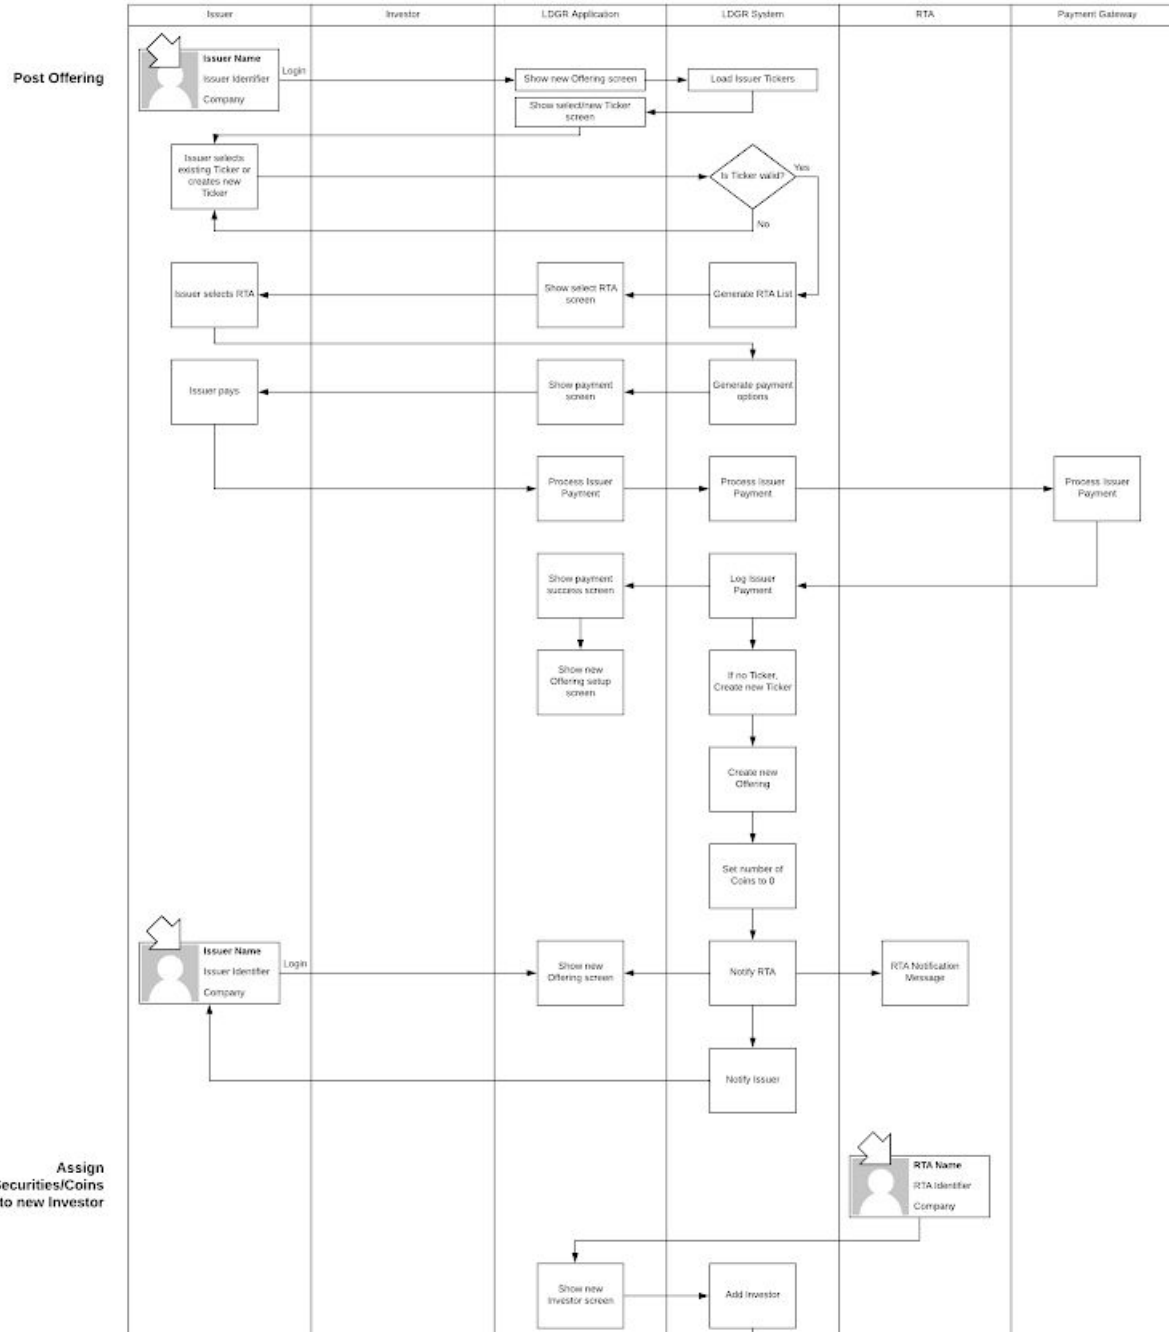 Issuer
Investor
LDGR Application
LDGR System
RTA
Payment Gateway
Post Offering
Issuer Name
Issuer Identifier
Company
Login
Show new Offering screen
Load Issuer Tickers
Show select/new Ticker
screen
Issuer selects
existing Ticker or
creates new
Ticker
Is Ticker valid?
Yes
No
Issuer selects RTA
Show select RTA
screen
Generate RTA List
Issuer pays
Show payment
screen
Generate payment
options
Process Issuer
Payment
Process Issuer
Payment
Process Issuer
Payment
Show payment
success screen
Log Issuer
Payment
Show new
Offering setup
screen
If no Ticker,
Create new Ticker
Create new
Offering
Set number of
Coins to 0
Issuer Name
Issuer Identifier
Company
Login
Show new
Offering screen
Notify RTA
RTA Notification
Message
Notify Issuer
Assign
Securities/Coins
to new Investor
RTA Name
RTA Identifier
Company
Show new
Investor screen
Add Investor